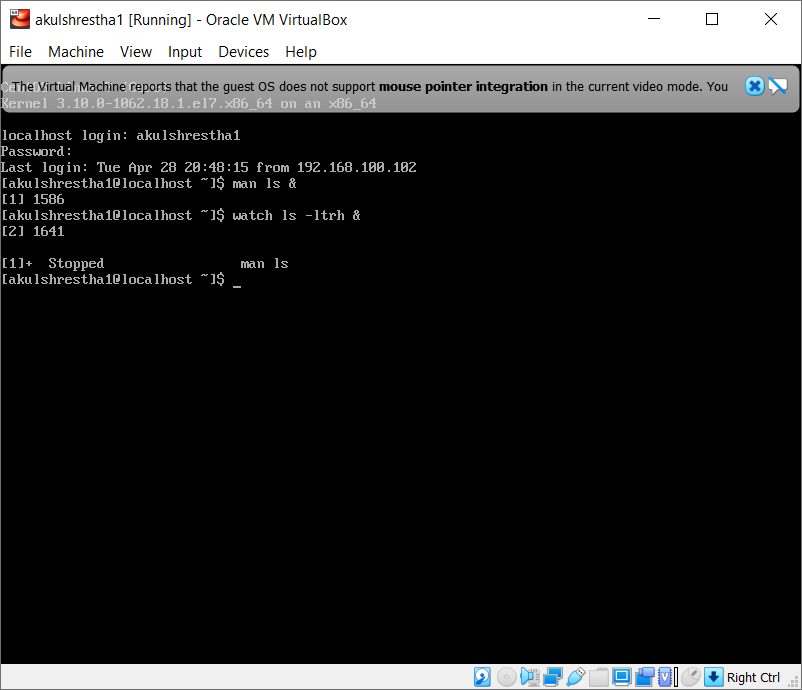 akulshrestha1 [Running] - Oracle VM VirtualBox
File Machine View Input Devices Help
The Virtual Machine reports that the guest OS does not support mouse pointer integration in the current video mode. You
Kernel 3.10.0-1062.18.1.el7.x86_64 on an x86_64
localhost login: akulshrestha1
Password:
Last login: Tue Apr 28 20:48:15 from 192.168.100.102
[akulshrestha1@localhost ~]$ man ls &
[1] 1586
[akulshrestha1@localhost ~]$ watch ls -ltrh &
[2] 1641
[1]+  Stopped                 man ls
[akulshrestha1@localhost ~]$ _
Right Ctrl